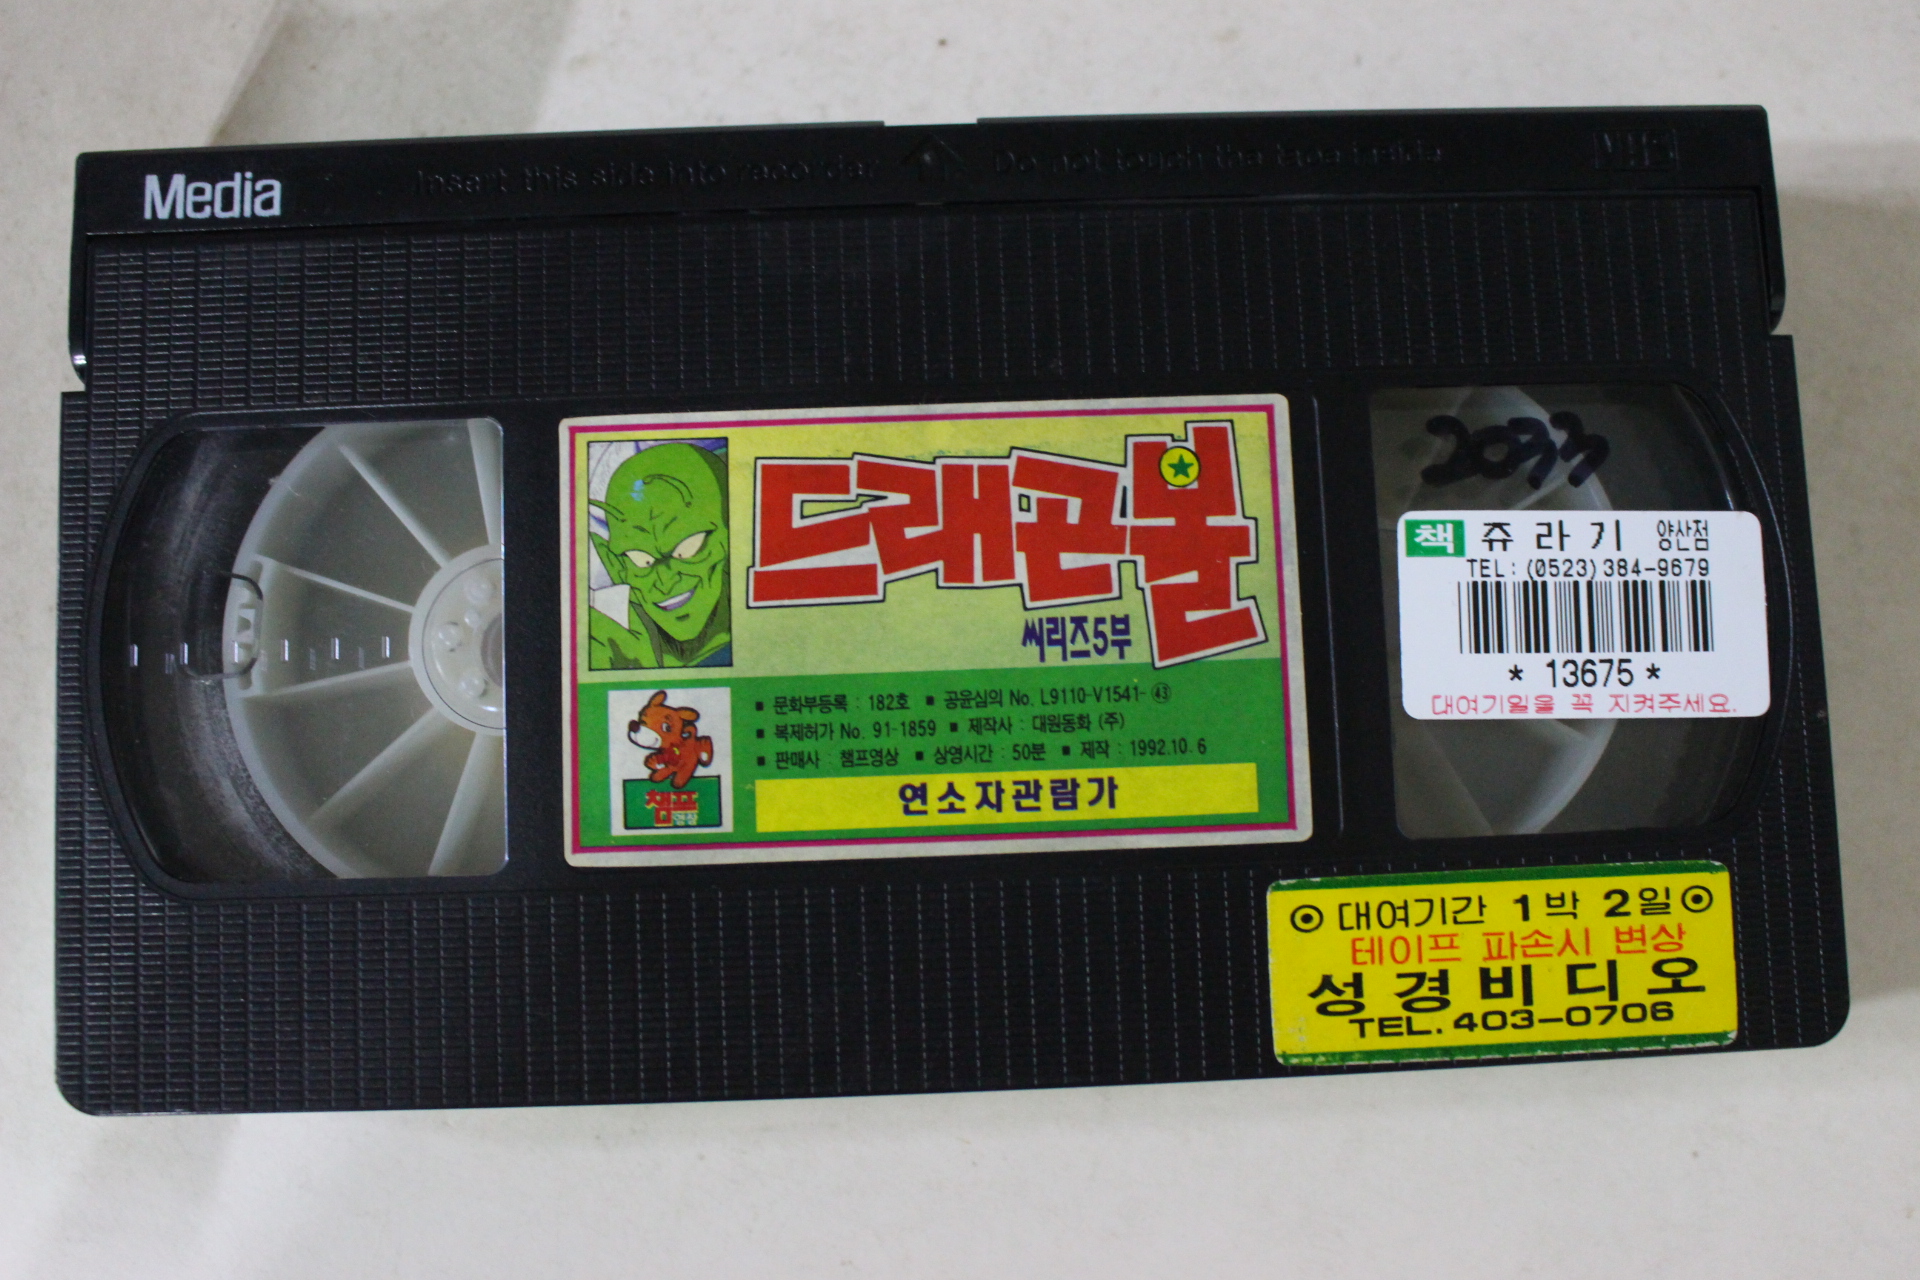 Media
Insert this side into recorder
Do not touch the tape inside
VHS
드래곤볼
씨리즈5부
▪ 문화부등록 : 182호 ▪ 공윤심의 No. L9110-V1541-㊸
▪ 복제허가 No. 91-1859 ▪ 제작사 : 대원동화 (주)
▪ 판매사 : 챔프영상 ▪ 상영시간 : 50분 ▪ 제작 : 1992.10.6
챔프
영상
연소자관람가
2033
책 쥬라기 양산점
TEL:(0523)384-9679
* 13675 *
대여기일을 꼭 지켜주세요.
◎ 대여기간 1박 2일 ◎
테이프 파손시 변상
성경비디오
TEL. 403-0706